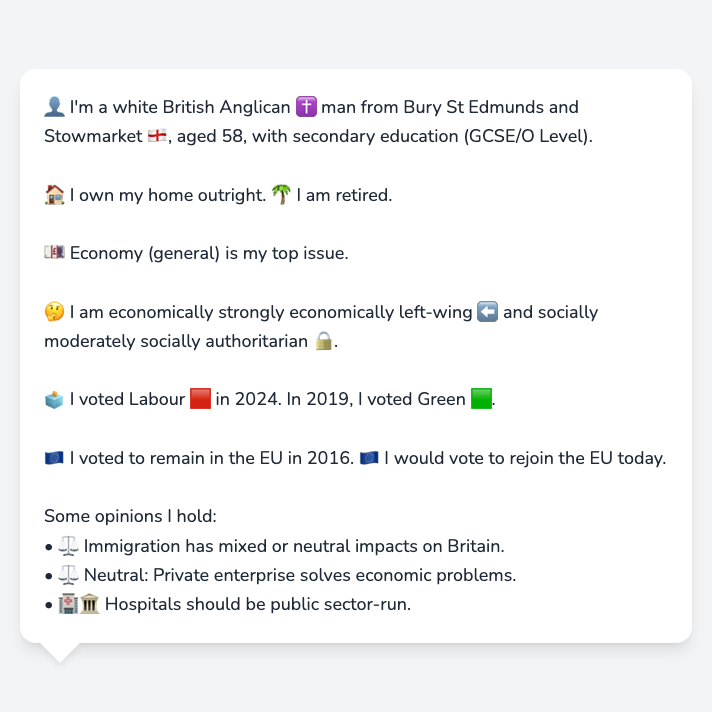 👤 I'm a white British Anglican ✝️ man from Bury St Edmunds and
Stowmarket 🏴󠁧󠁢󠁥󠁮󠁧󠁿, aged 58, with secondary education (GCSE/O Level).
🏠 I own my home outright. 🌴 I am retired.
💷 Economy (general) is my top issue.
🤔 I am economically strongly economically left-wing ⬅️ and socially
moderately socially authoritarian 🔒.
🗳️ I voted Labour 🟥 in 2024. In 2019, I voted Green 🟩.
🇪🇺 I voted to remain in the EU in 2016. 🇪🇺 I would vote to rejoin the EU today.
Some opinions I hold:
• ⚖️ Immigration has mixed or neutral impacts on Britain.
• ⚖️ Neutral: Private enterprise solves economic problems.
• 🏥🏛️ Hospitals should be public sector-run.